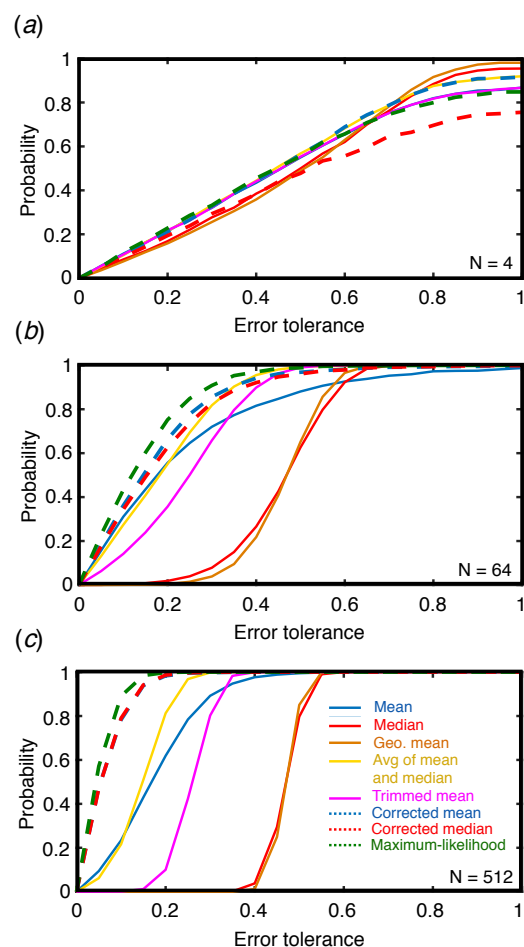 (a)
1
0.8
0.6
0.4
0.2
0
Probability
N = 4
0
0.2
0.4
0.6
0.8
1
Error tolerance
(b)
1
0.8
0.6
0.4
0.2
0
Probability
N = 64
0
0.2
0.4
0.6
0.8
1
Error tolerance
(c)
1
0.8
0.6
0.4
0.2
0
Probability
Mean
Median
Geo. mean
Avg of mean
and median
Trimmed mean
Corrected mean
Corrected median
Maximum-likelihood
N = 512
0
0.2
0.4
0.6
0.8
1
Error tolerance